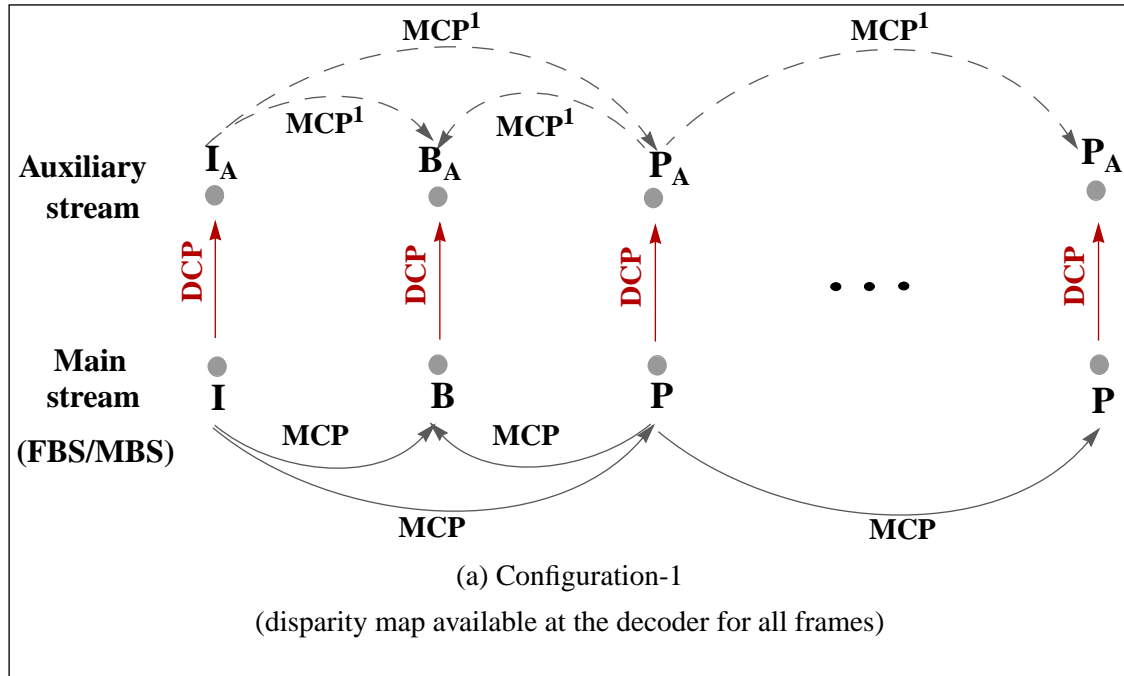 MCP¹ MCP¹
MCP¹ MCP¹
I_A B_A P_A P_A
Auxiliary
stream
DCP DCP DCP DCP
• • •
Main
stream
I B P P
(FBS/MBS)
MCP MCP
MCP MCP
(a) Configuration-1
(disparity map available at the decoder for all frames)